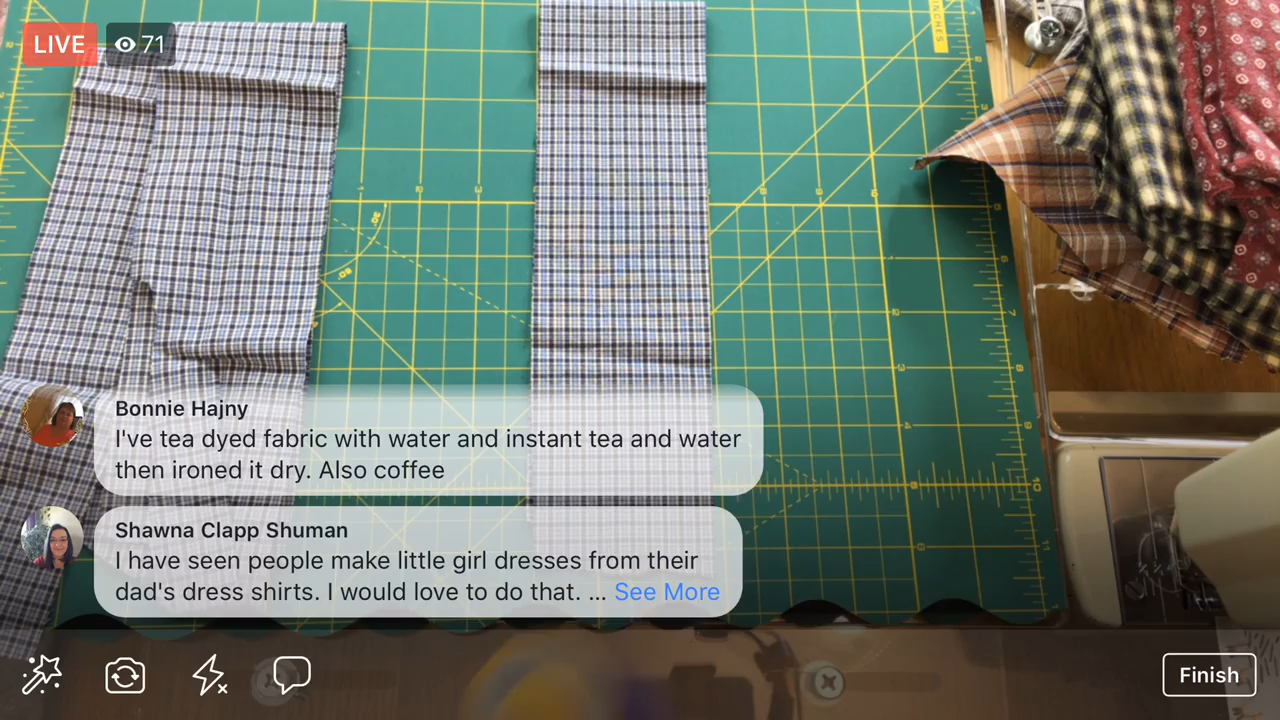 LIVE
71
INCHES
Bonnie Hajny
I've tea dyed fabric with water and instant tea and water
then ironed it dry. Also coffee
Shawna Clapp Shuman
I have seen people make little girl dresses from their
dad's dress shirts. I would love to do that. ... See More
Finish